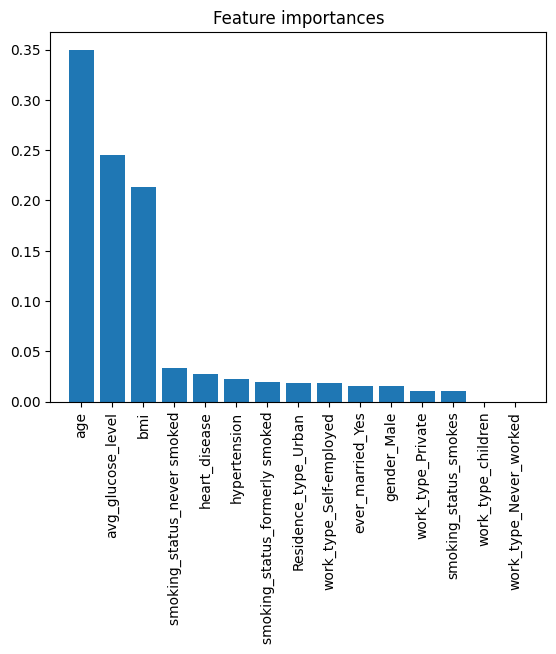 Feature importances
0.35
0.30
0.25
0.20
0.15
0.10
0.05
0.00
age
avg_glucose_level
bmi
smoking_status_never smoked
heart_disease
hypertension
smoking_status_formerly smoked
Residence_type_Urban
work_type_Self-employed
ever_married_Yes
gender_Male
work_type_Private
smoking_status_smokes
work_type_children
work_type_Never_worked